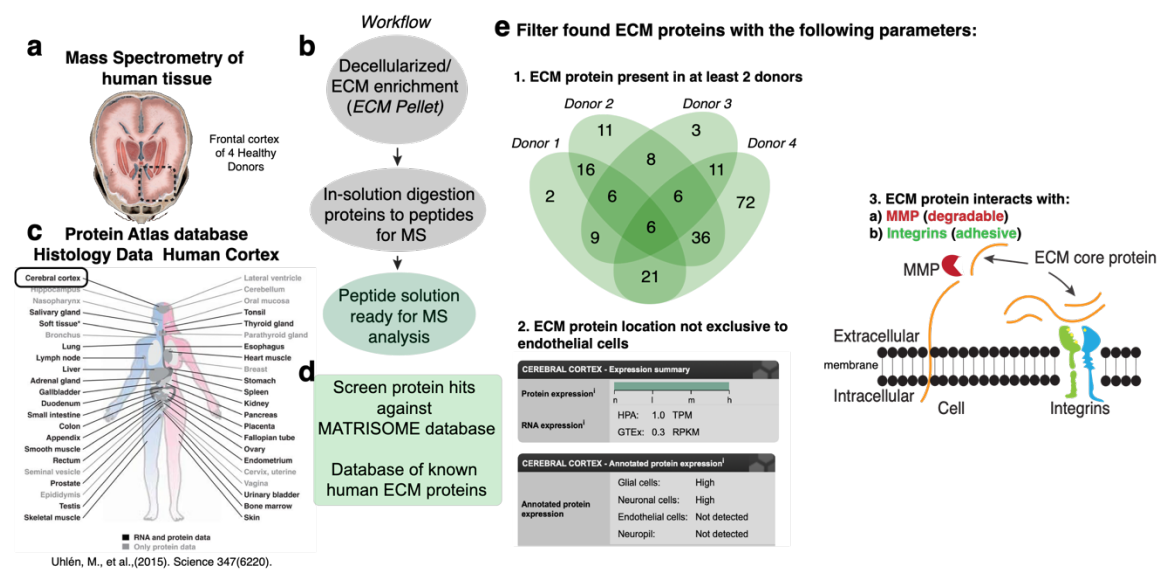 a
Mass Spectrometry of
human tissue
Frontal cortex
of 4 Healthy
Donors
Workflow
b
Decellularized/
ECM enrichment
(ECM Pellet)
In-solution digestion
proteins to peptides
for MS
Peptide solution
ready for MS
analysis
c
Protein Atlas database
Histology Data Human Cortex
Cerebral cortex
Hippocampus
Nasopharynx
Salivary gland
Soft tissue*
Bronchus
Lung
Lymph node
Liver
Adrenal gland
Gallbladder
Duodenum
Small intestine
Colon
Appendix
Smooth muscle
Rectum
Seminal vesicle
Prostate
Epididymis
Testis
Skeletal muscle
Lateral ventricle
Cerebellum
Oral mucosa
Tonsil
Thyroid gland
Parathyroid gland
Esophagus
Heart muscle
Breast
Stomach
Spleen
Kidney
Pancreas
Placenta
Fallopian tube
Ovary
Endometrium
Cervix, uterine
Vagina
Urinary bladder
Bone marrow
Skin
RNA and protein data
Only protein data
Uhlén, M., et al.,(2015). Science 347(6220).
d
Screen protein hits
against
MATRISOME database
Database of known
human ECM proteins
e Filter found ECM proteins with the following parameters:
1. ECM protein present in at least 2 donors
Donor 1
Donor 2
Donor 3
Donor 4
11
3
16
8
11
2
6
6
72
9
6
36
21
2. ECM protein location not exclusive to
endothelial cells
CEREBRAL CORTEX - Expression summary
Protein expressionⁱ
n l m h
RNA expressionⁱ
HPA: 1.0 TPM
GTEx: 0.3 RPKM
CEREBRAL CORTEX - Annotated protein expressionⁱ
Annotated protein
expression
Glial cells: High
Neuronal cells: High
Endothelial cells: Not detected
Neuropil: Not detected
3. ECM protein interacts with:
a) MMP (degradable)
b) Integrins (adhesive)
MMP
ECM core protein
Extracellular
membrane
Intracellular
Cell
Integrins